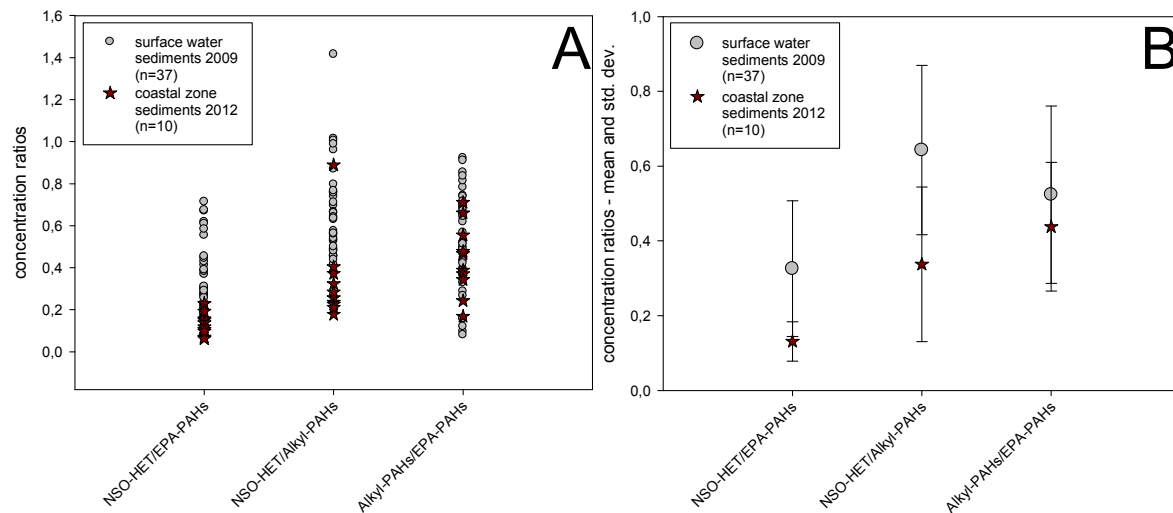 A
surface water
sediments 2009
(n=37)
coastal zone
sediments 2012
(n=10)
concentration ratios
1,6
1,4
1,2
1,0
0,8
0,6
0,4
0,2
0,0
NSO-HET/EPA-PAHs
NSO-HET/Alkyl-PAHs
Alkyl-PAHs/EPA-PAHs
B
surface water
sediments 2009
(n=37)
coastal zone
sediments 2012
(n=10)
concentration ratios - mean and std. dev.
1,0
0,8
0,6
0,4
0,2
0,0
NSO-HET/EPA-PAHs
NSO-HET/Alkyl-PAHs
Alkyl-PAHs/EPA-PAHs